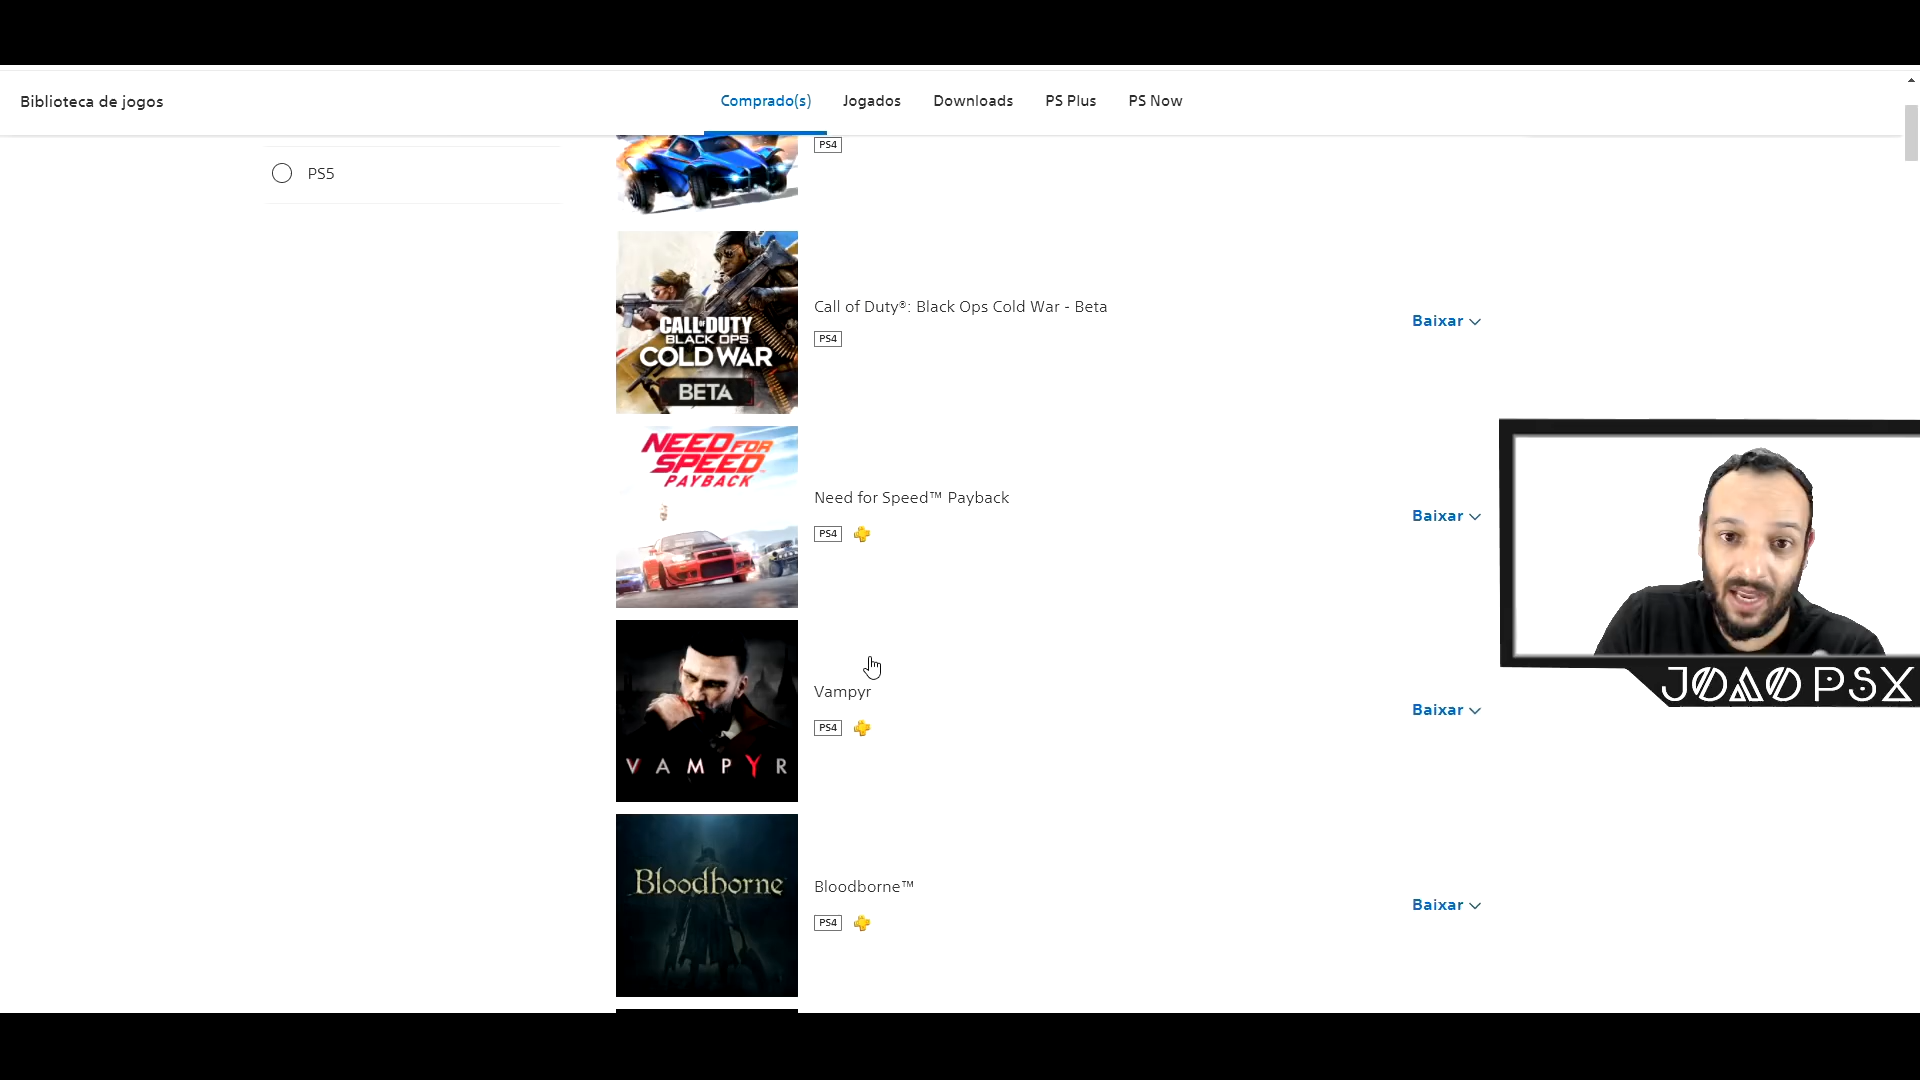 Biblioteca de jogos
Comprado(s)
Jogados
Downloads
PS Plus
PS Now
PS5
PS4
CALL OF DUTY
BLACK OPS
COLD WAR
BETA
Call of Duty®: Black Ops Cold War - Beta
PS4
Baixar
NEED FOR
SPEED™
PAYBACK
Need for Speed™ Payback
PS4
Baixar
VAMPYR
Vampyr
PS4
Baixar
Bloodborne
Bloodborne™
PS4
Baixar
JOAO PSX